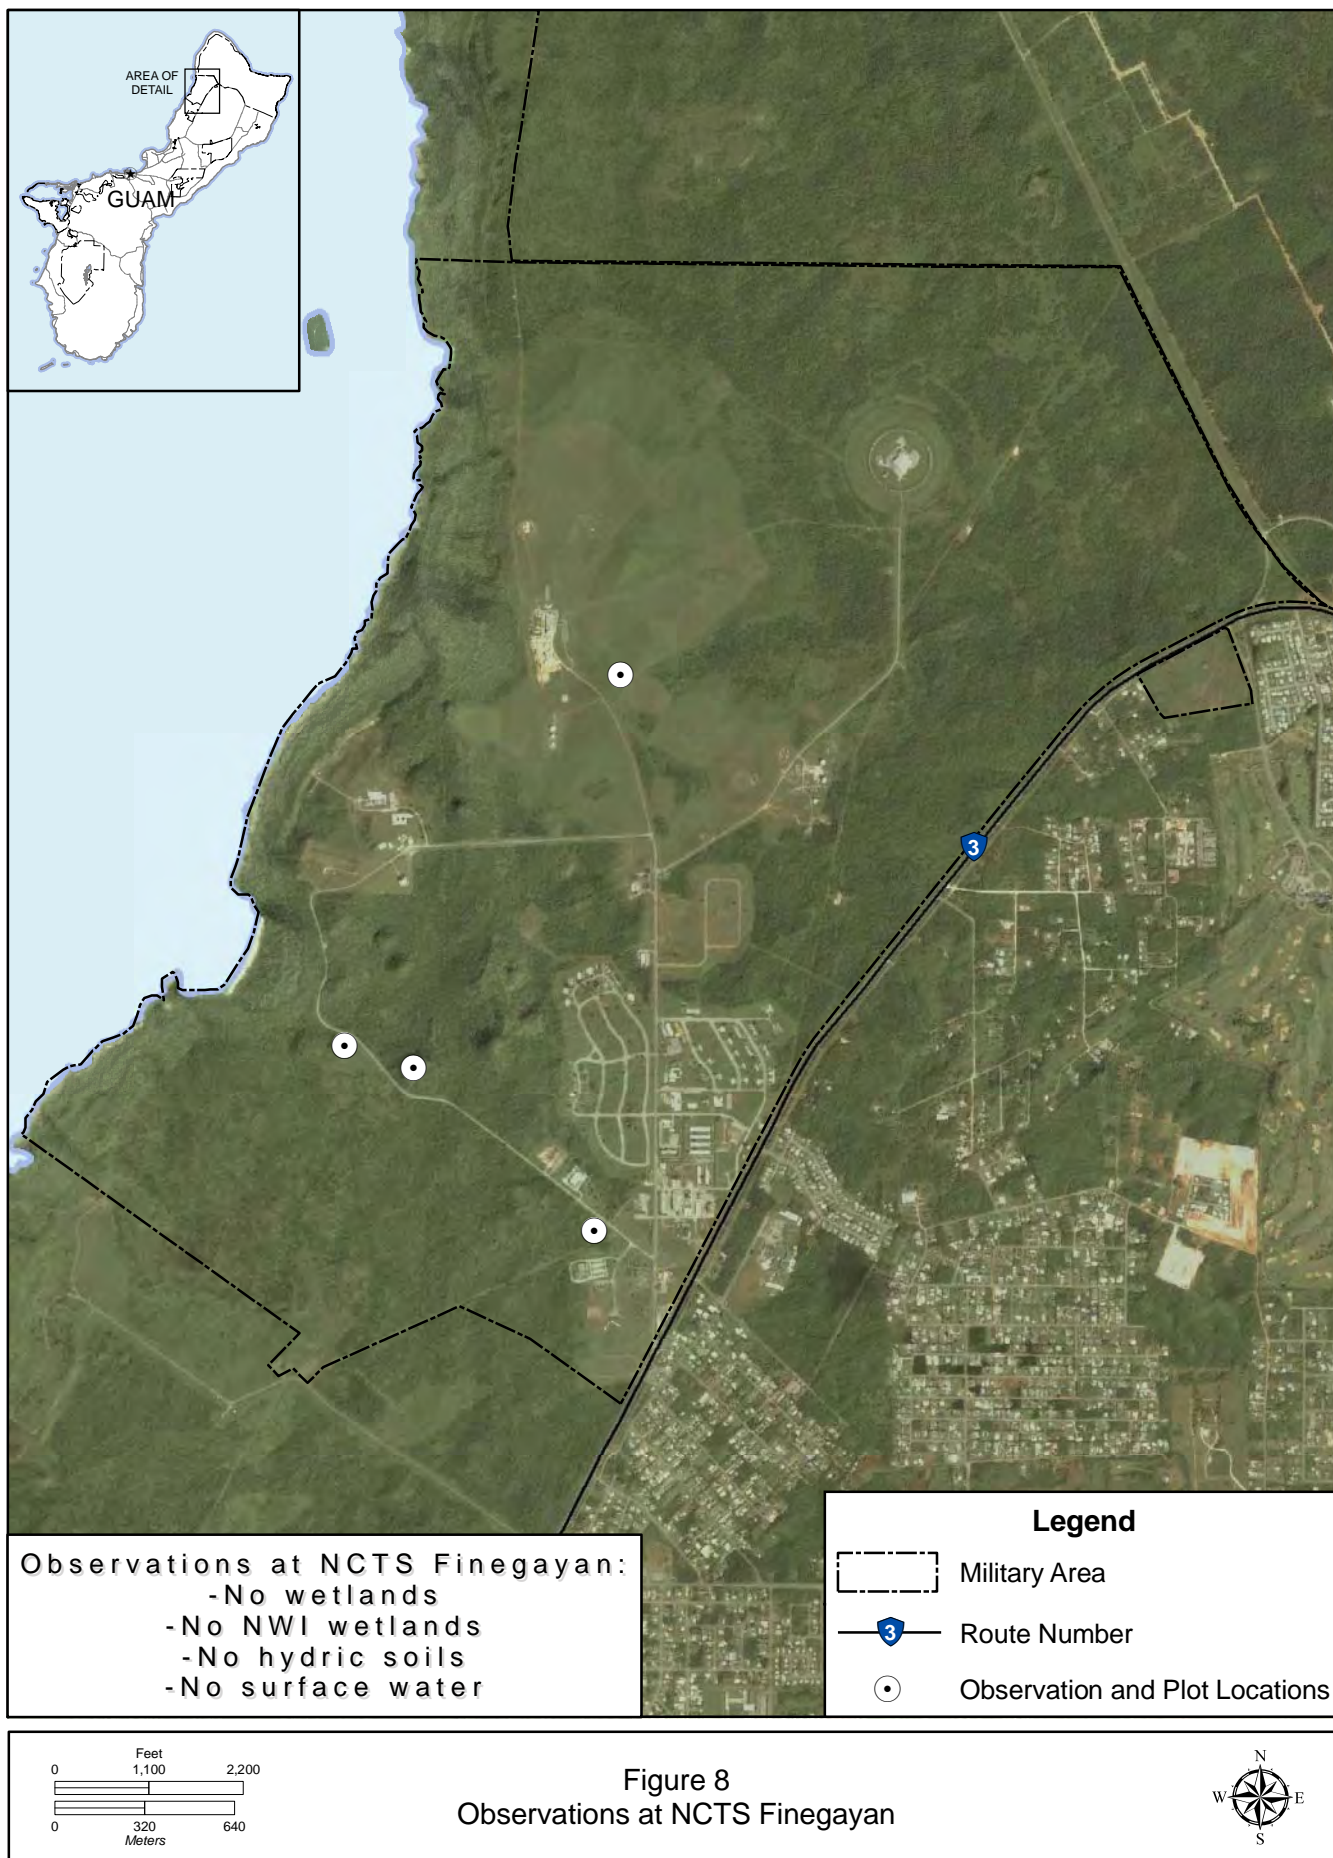 AREA OF
DETAIL
GUAM
3
Observations at NCTS Finegayan:
-No wetlands
-No NWI wetlands
-No hydric soils
-No surface water
Legend
Military Area
3
Route Number
Observation and Plot Locations
Feet
0 1,100 2,200
0 320 640
Meters
Figure 8
Observations at NCTS Finegayan
N
W E
S